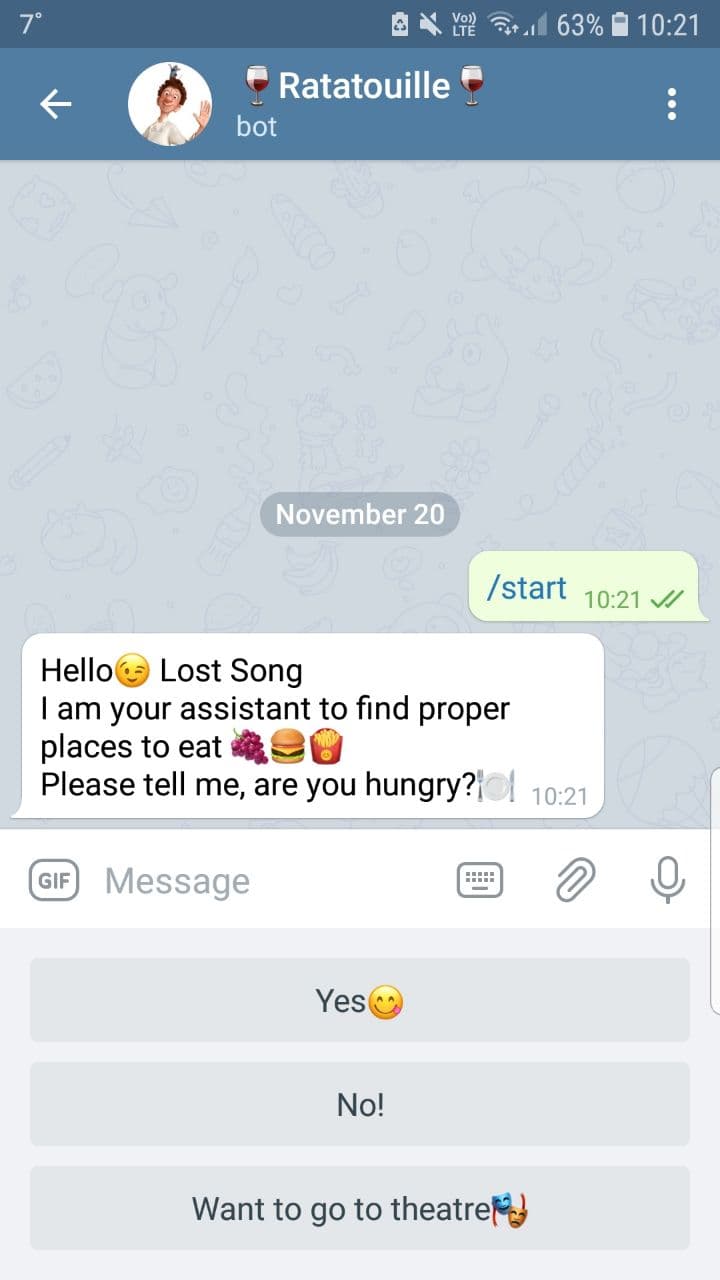 7° Vo)) LTE 63% 10:21
🍷Ratatouille🍷
bot
November 20
/start 10:21
Hello😉 Lost Song
I am your assistant to find proper
places to eat 🍇🍔🍟
Please tell me, are you hungry?🍽 10:21
GIF Message
Yes😋
No!
Want to go to theatre🎭